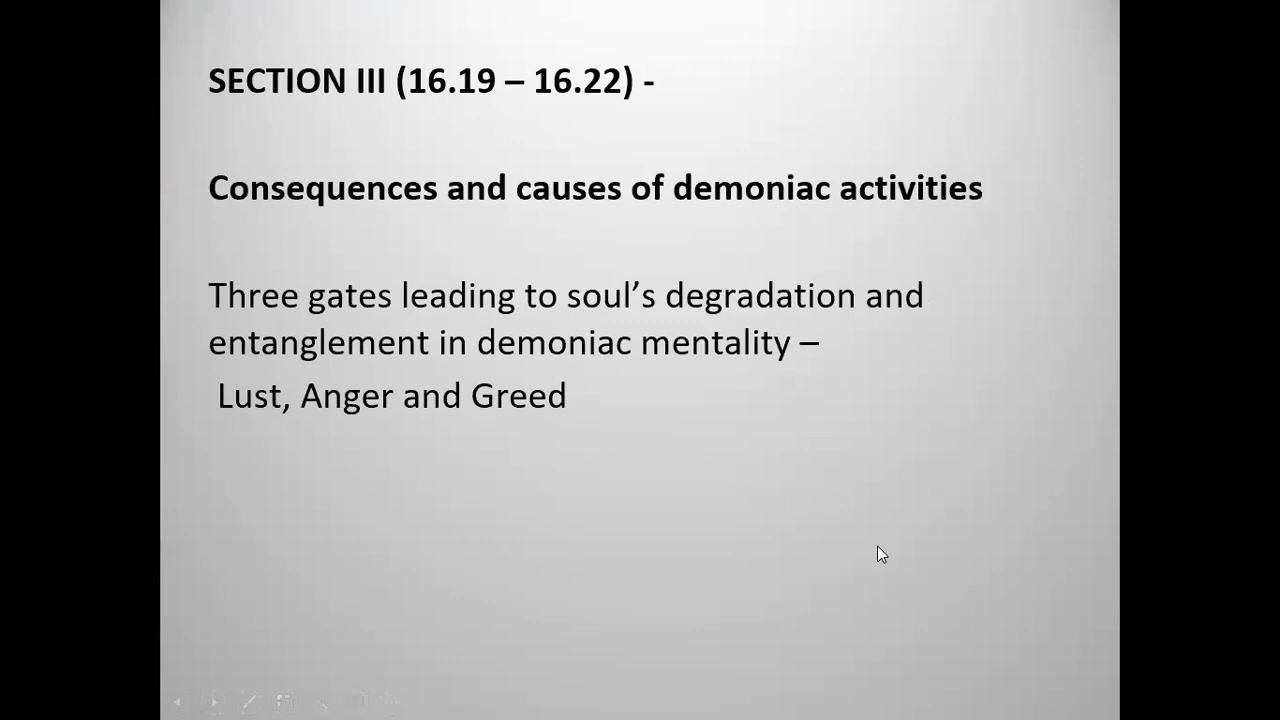 SECTION III (16.19 – 16.22) -
Consequences and causes of demoniac activities
Three gates leading to soul’s degradation and
entanglement in demoniac mentality –
Lust, Anger and Greed